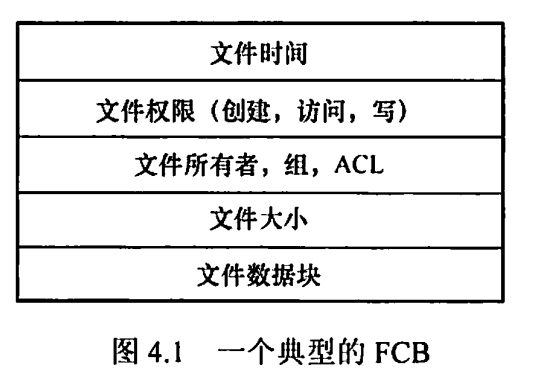 文件时间
文件权限（创建，访问，写）
文件所有者，组，ACL
文件大小
文件数据块
图 4.1 一个典型的 FCB